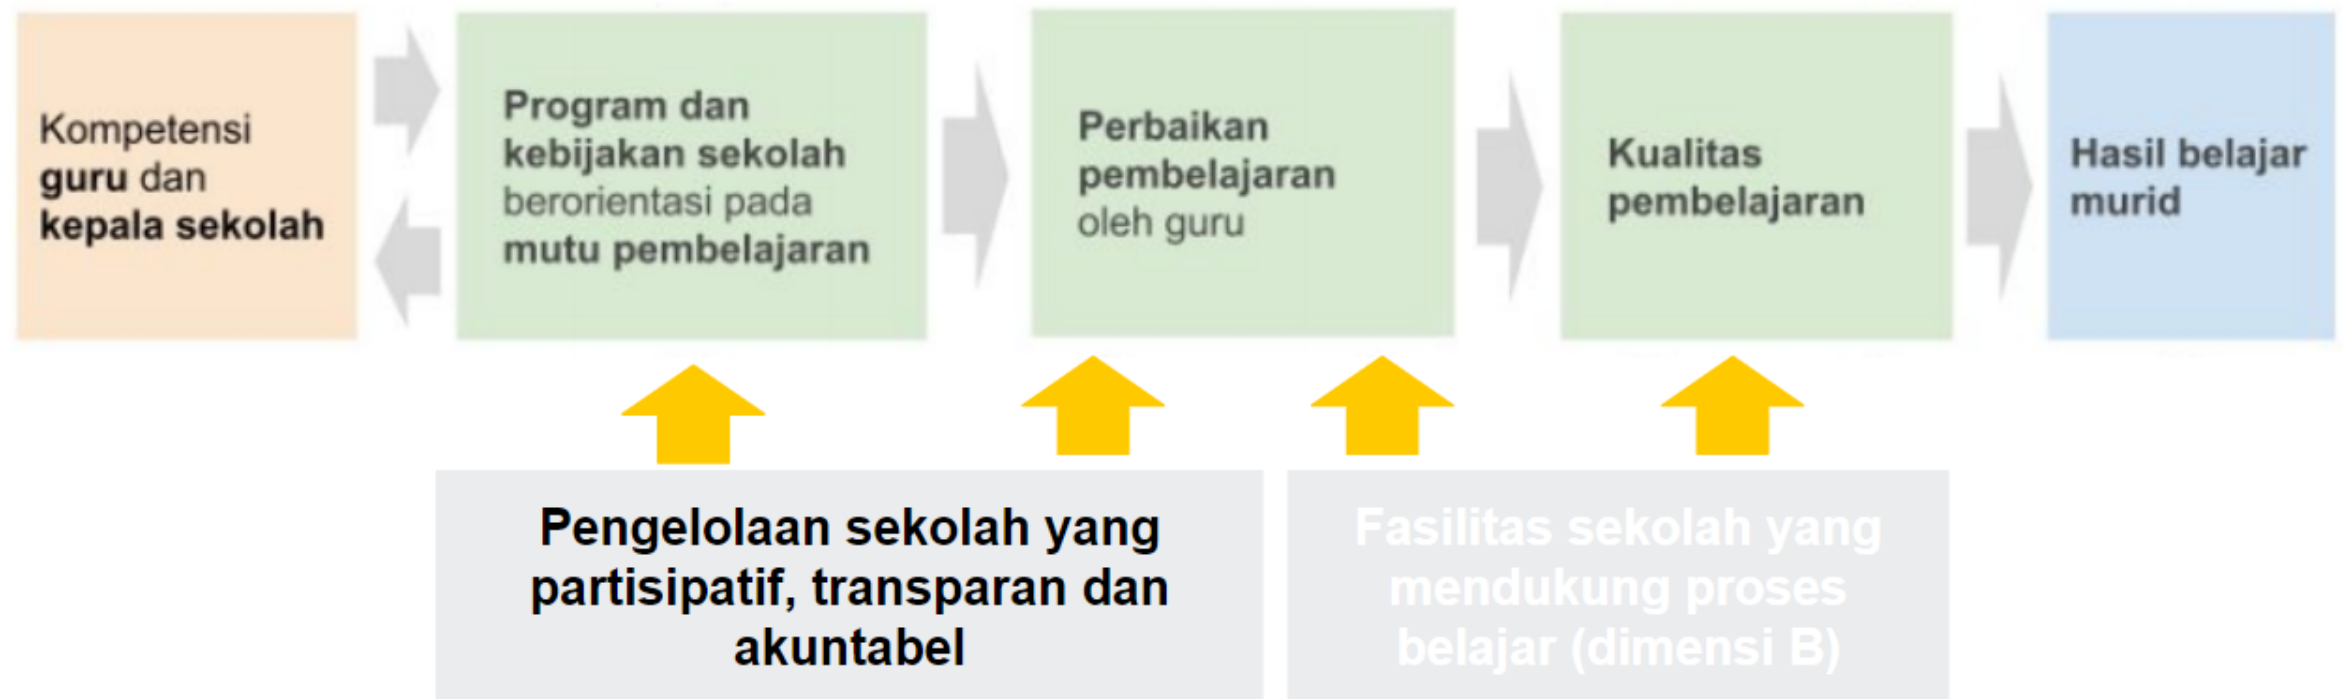 Kompetensi
guru dan
kepala sekolah
Program dan
kebijakan sekolah
berorientasi pada
mutu pembelajaran
Perbaikan
pembelajaran
oleh guru
Kualitas
pembelajaran
Hasil belajar
murid
Pengelolaan sekolah yang
partisipatif, transparan dan
akuntabel
Fasilitas sekolah yang
mendukung proses
belajar (dimensi B)